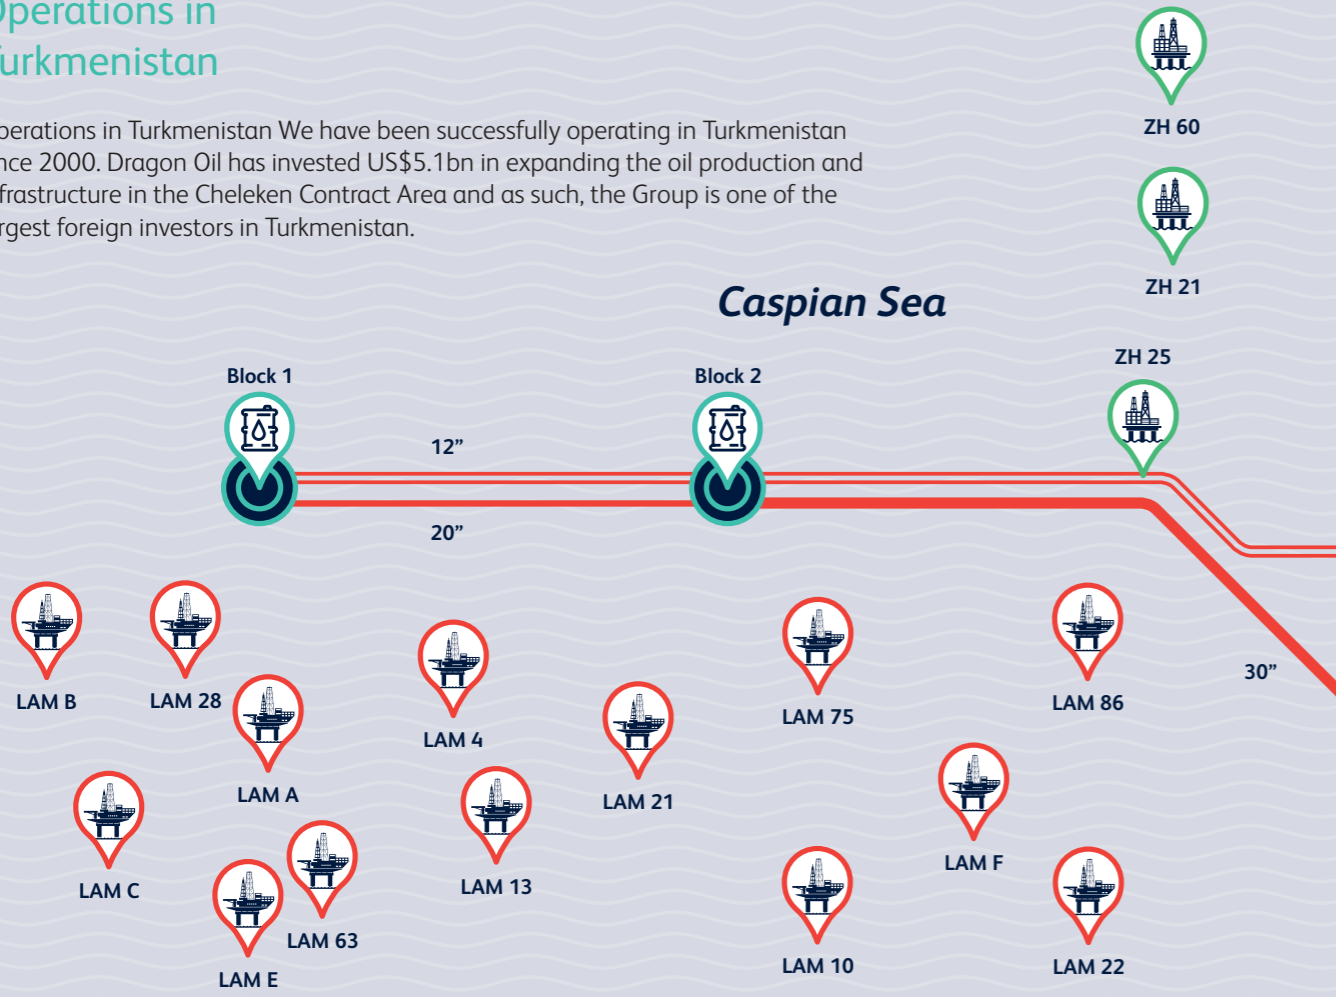 Operations in
Turkmenistan
Operations in Turkmenistan We have been successfully operating in Turkmenistan
since 2000. Dragon Oil has invested US$5.1bn in expanding the oil production and
infrastructure in the Cheleken Contract Area and as such, the Group is one of the
largest foreign investors in Turkmenistan.
ZH 60
ZH 21
Caspian Sea
ZH 25
Block 1
Block 2
12”
20”
30”
LAM B
LAM 28
LAM 4
LAM 75
LAM 86
LAM A
LAM 21
LAM C
LAM 13
LAM F
LAM 63
LAM E
LAM 10
LAM 22